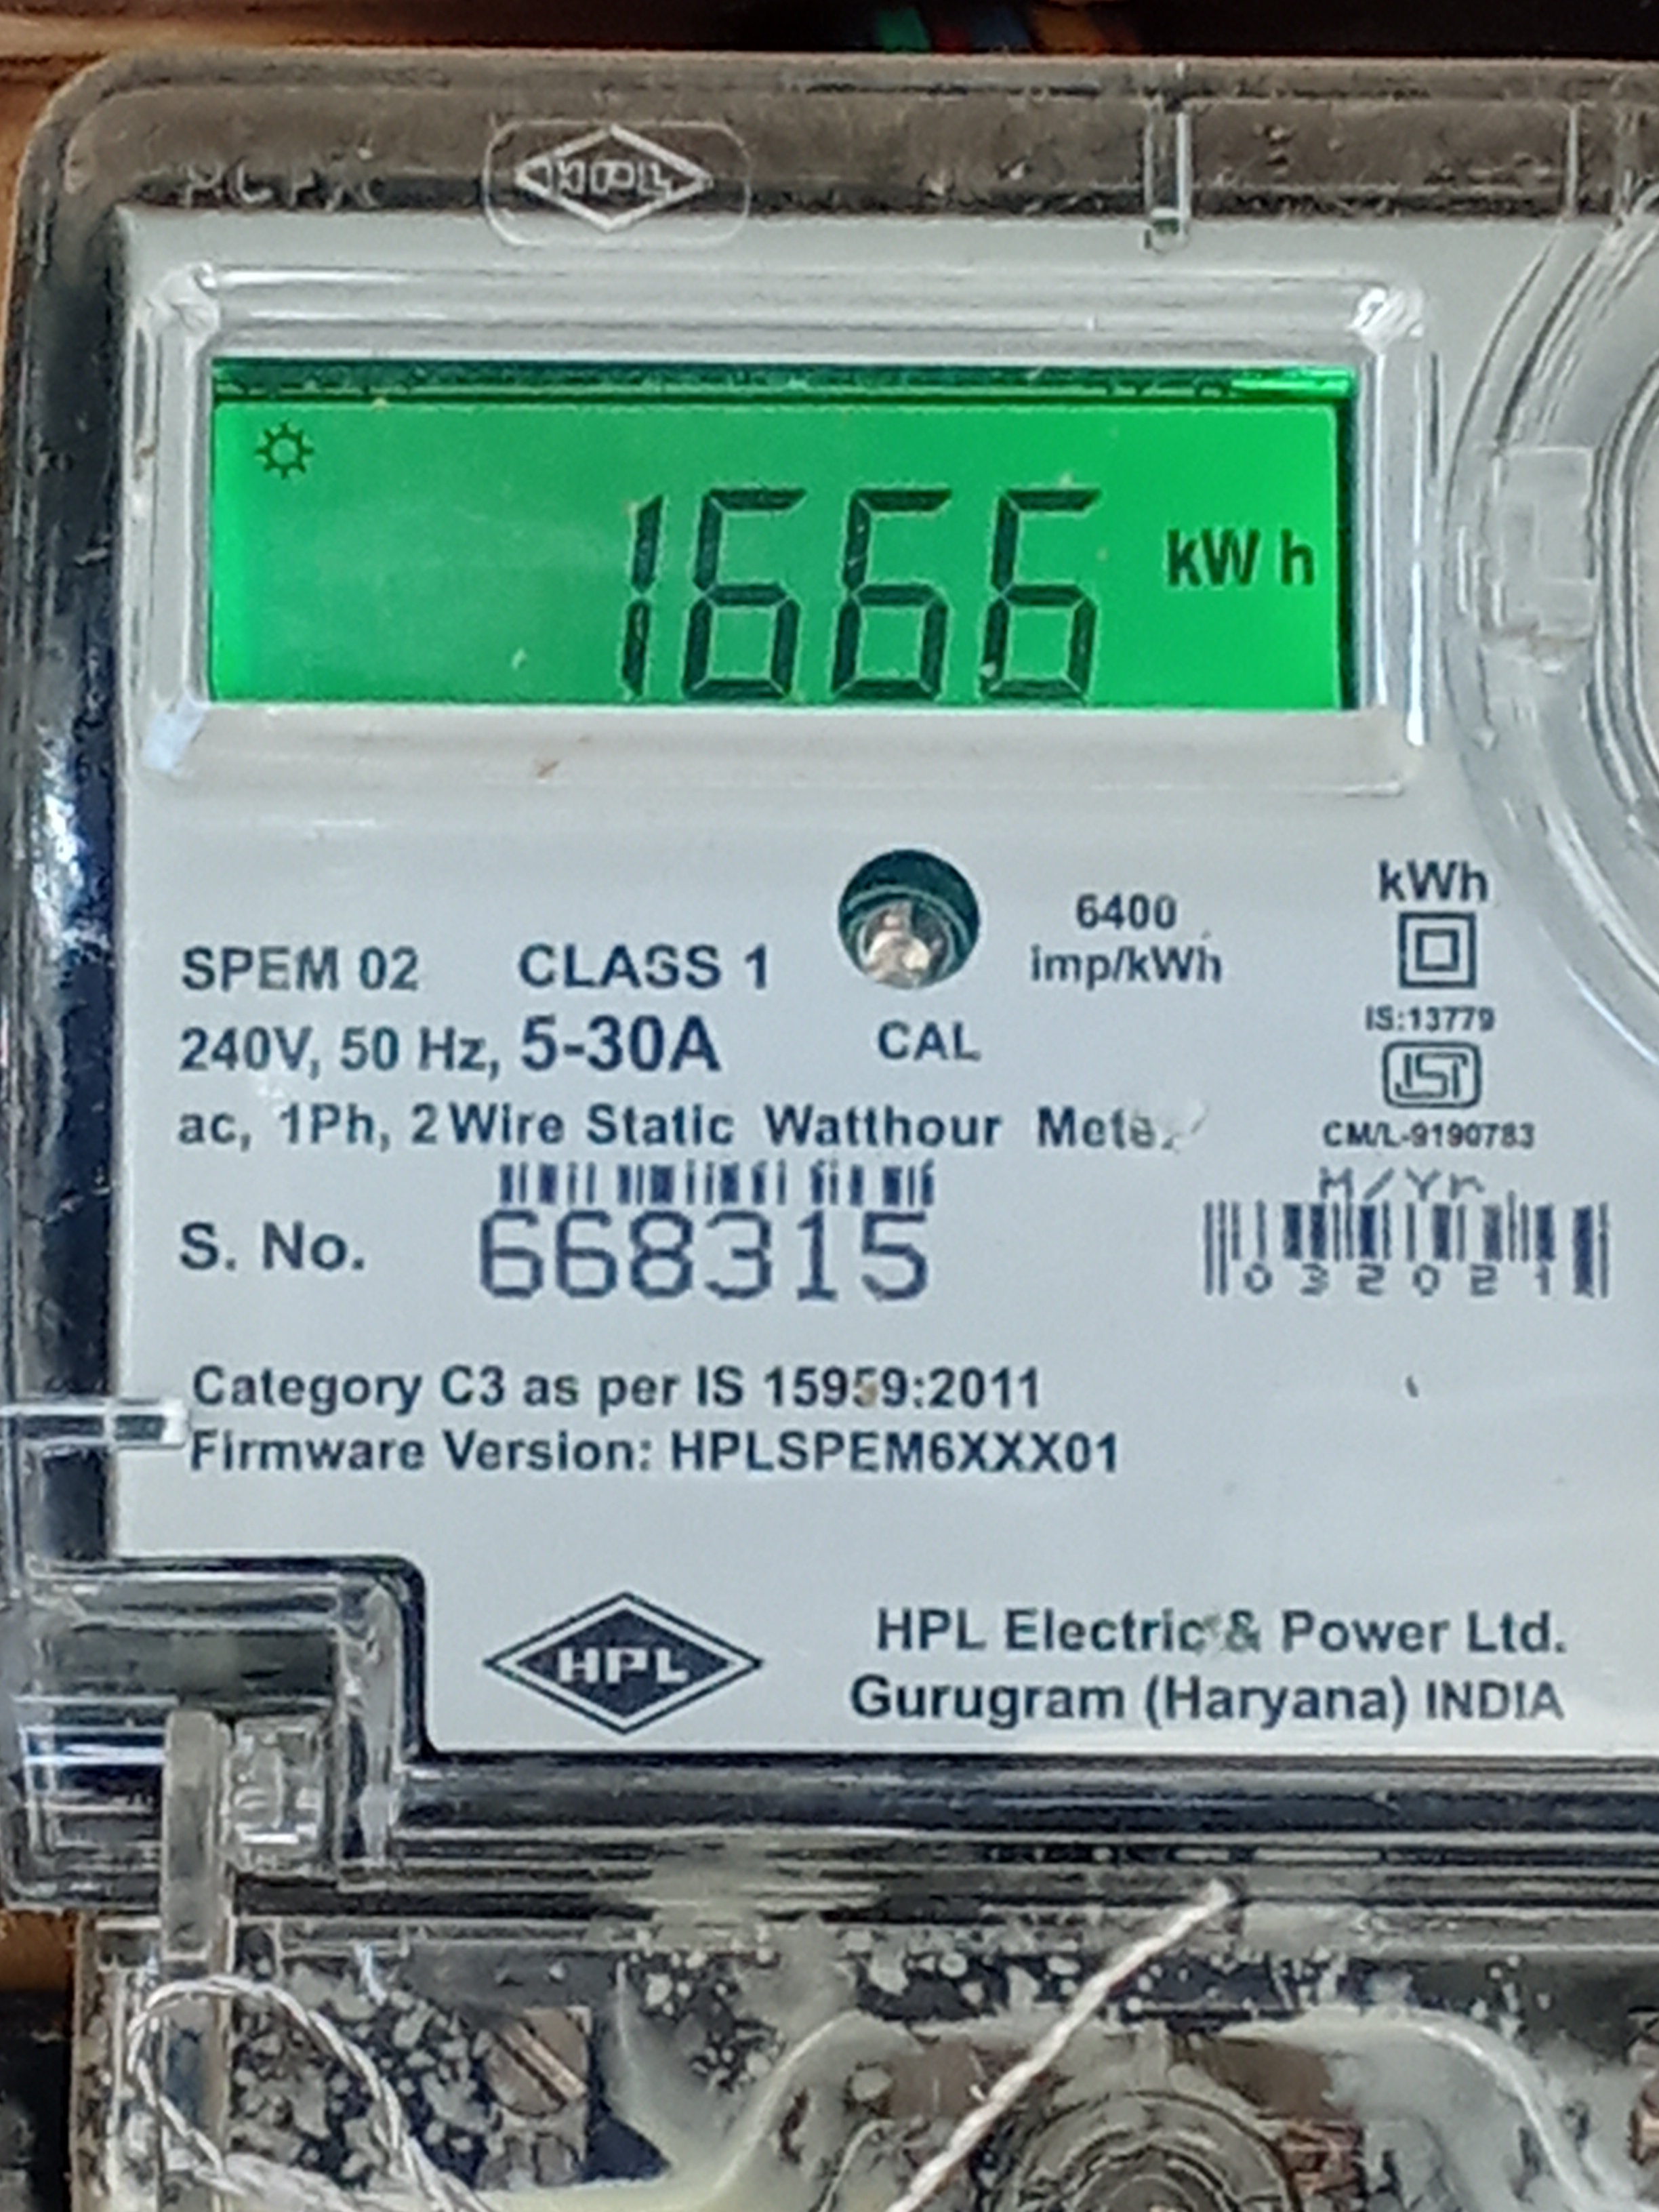 HPL
1666 kWh
6400
imp/kWh
kWh
SPEM 02 CLASS 1
IS:13779
240V, 50 Hz, 5-30A
CAL
ISI
ac, 1Ph, 2 Wire Static Watthour
CM/L-9190783
M/Yr.
S. No. 668315
032021
Category C3 as per IS 15959:2011
Firmware Version: HPLSPEM6XXX01
HPL
HPL Electric & Power Ltd.
Gurugram (Haryana) INDIA